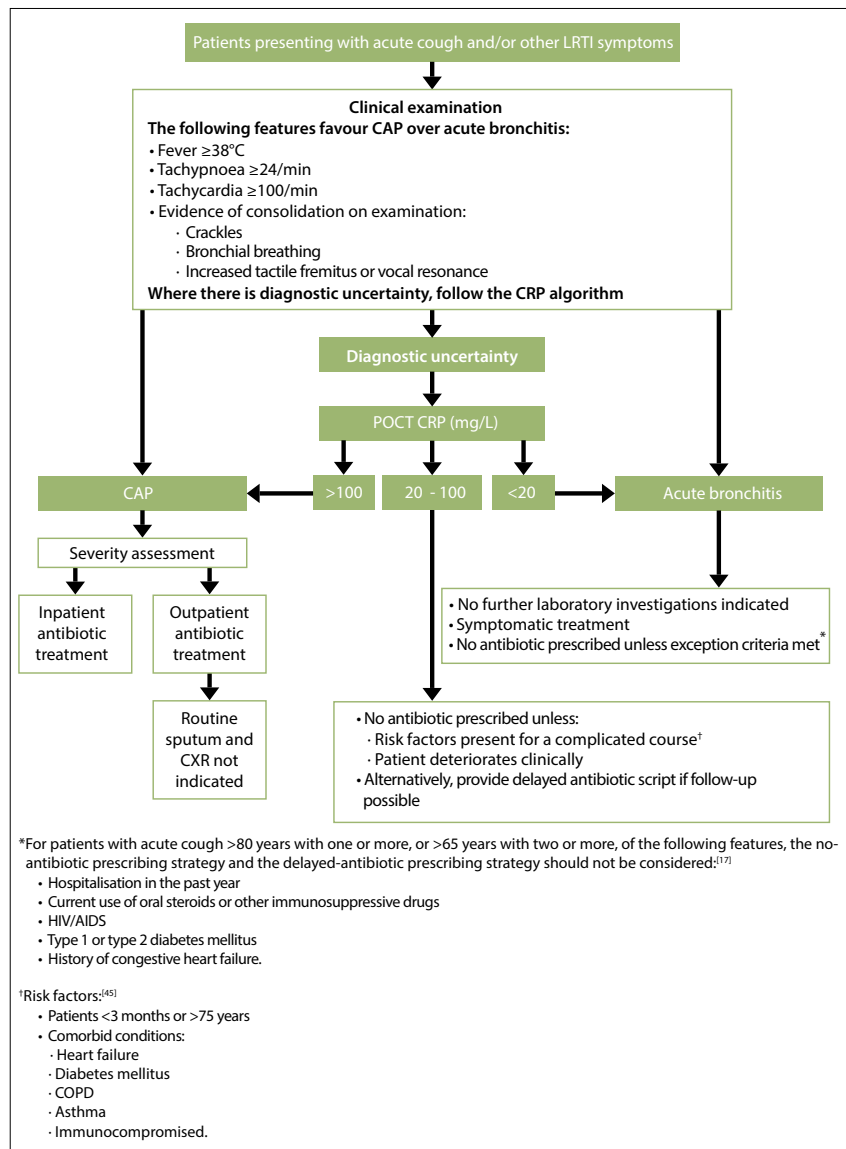 Patients presenting with acute cough and/or other LRTI symptoms
Clinical examination
The following features favour CAP over acute bronchitis:
• Fever ≥38°C
• Tachypnoea ≥24/min
• Tachycardia ≥100/min
• Evidence of consolidation on examination:
· Crackles
· Bronchial breathing
· Increased tactile fremitus or vocal resonance
Where there is diagnostic uncertainty, follow the CRP algorithm
Diagnostic uncertainty
POCT CRP (mg/L)
CAP
>100
20 - 100
<20
Acute bronchitis
Severity assessment
Inpatient
antibiotic
treatment
Outpatient
antibiotic
treatment
Routine
sputum and
CXR not
indicated
• No further laboratory investigations indicated
• Symptomatic treatment
• No antibiotic prescribed unless exception criteria met*
• No antibiotic prescribed unless:
· Risk factors present for a complicated course†
· Patient deteriorates clinically
• Alternatively, provide delayed antibiotic script if follow-up
possible
*For patients with acute cough >80 years with one or more, or >65 years with two or more, of the following features, the no-
antibiotic prescribing strategy and the delayed-antibiotic prescribing strategy should not be considered:[17]
• Hospitalisation in the past year
• Current use of oral steroids or other immunosuppressive drugs
• HIV/AIDS
• Type 1 or type 2 diabetes mellitus
• History of congestive heart failure.
†Risk factors:[45]
• Patients <3 months or >75 years
• Comorbid conditions:
· Heart failure
· Diabetes mellitus
· COPD
· Asthma
· Immunocompromised.